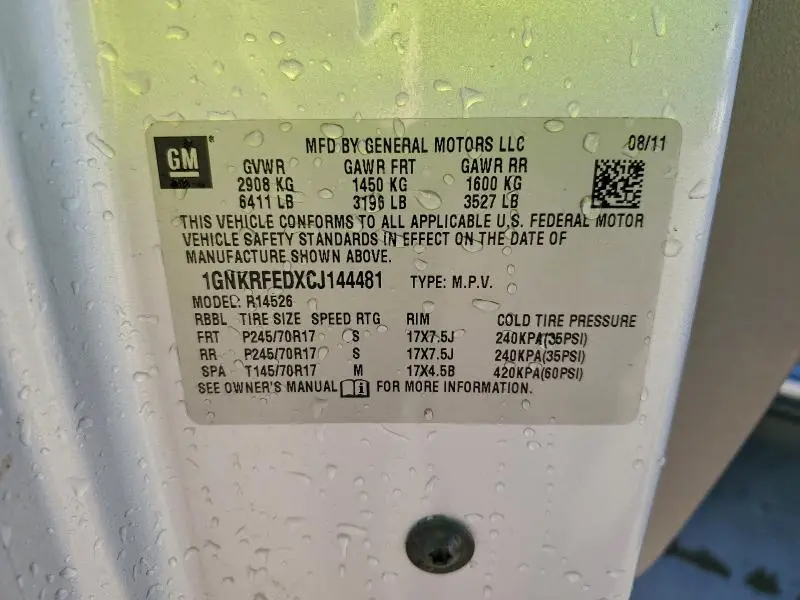 GM
MFD BY GENERAL MOTORS LLC 08/11
GVWR GAWR FRT GAWR RR
2908 KG 1450 KG 1600 KG
6411 LB 3196 LB 3527 LB
THIS VEHICLE CONFORMS TO ALL APPLICABLE U.S. FEDERAL MOTOR
VEHICLE SAFETY STANDARDS IN EFFECT ON THE DATE OF
MANUFACTURE SHOWN ABOVE.
1GNKRFEDXCJ144481 TYPE: M.P.V.
MODEL: R14526
RBBL TIRE SIZE SPEED RTG RIM COLD TIRE PRESSURE
FRT P245/70R17 S 17X7.5J 240KPA(35PSI)
RR P245/70R17 S 17X7.5J 240KPA(35PSI)
SPA T145/70R17 M 17X4.5B 420KPA(60PSI)
SEE OWNER'S MANUAL i FOR MORE INFORMATION.